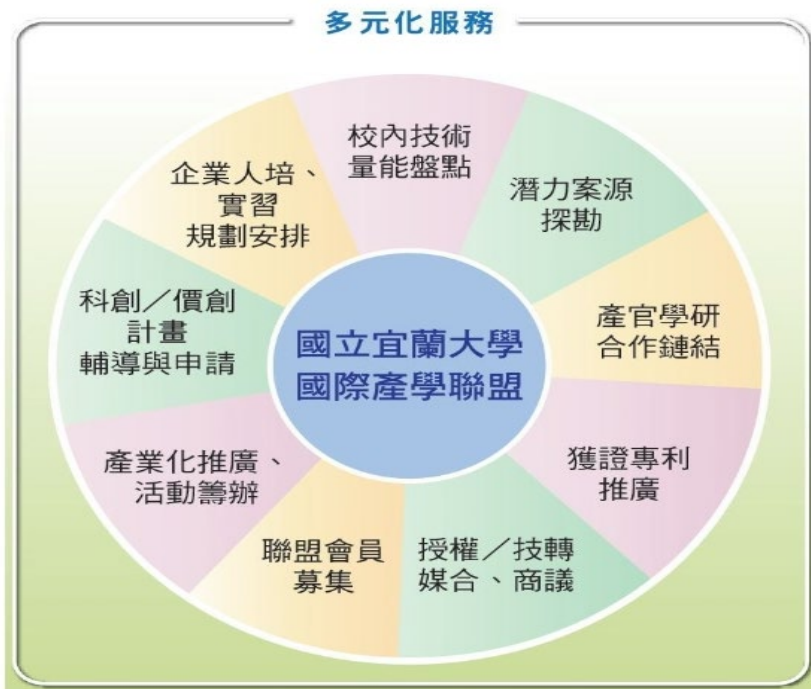 多元化服務
校內技術
量能盤點
潛力案源
探勘
產官學研
合作鏈結
獲證專利
推廣
授權／技轉
媒合、商議
聯盟會員
募集
產業化推廣、
活動籌辦
科創／價創
計畫
輔導與申請
企業人培、
實習
規劃安排
國立宜蘭大學
國際產學聯盟